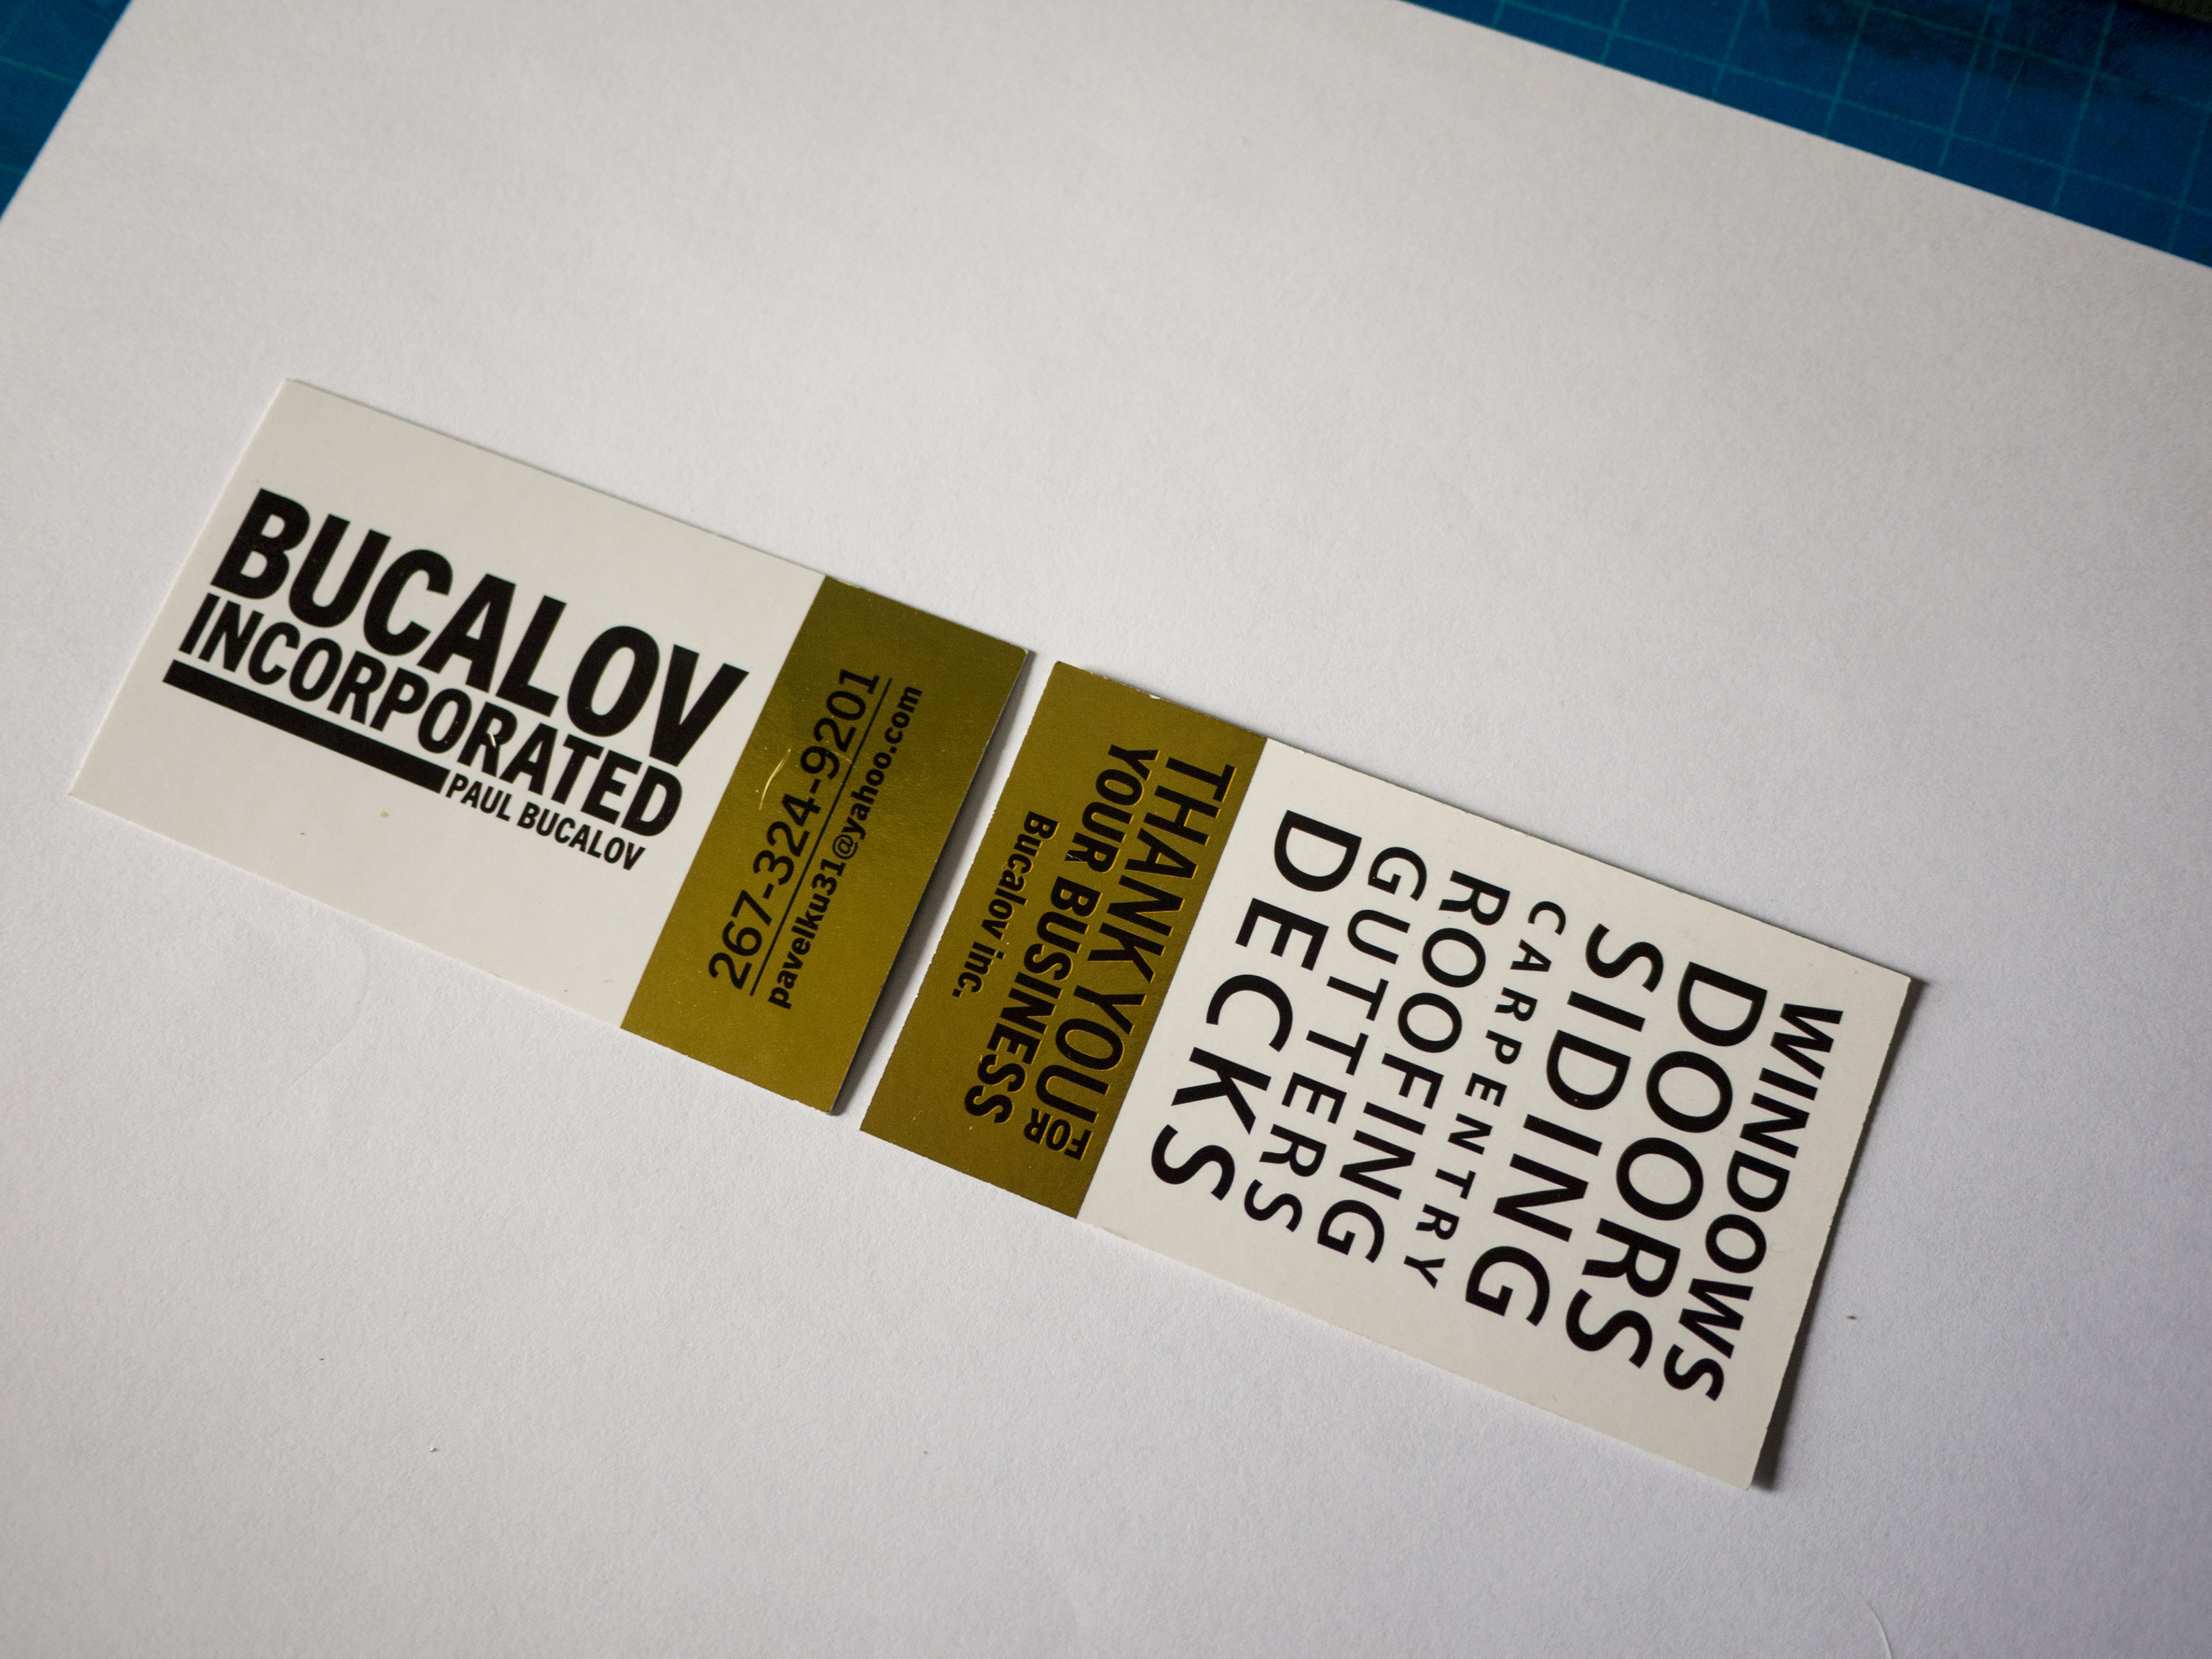 BUCALOV
INCORPORATED
PAUL BUCALOV
267-324-9201
pavelku31@yahoo.com
WINDOWS
DOORS
SIDING
CARPENTRY
ROOFING
GUTTERS
DECKS
THANK YOU FOR
YOUR BUSINESS
Bucalov inc.